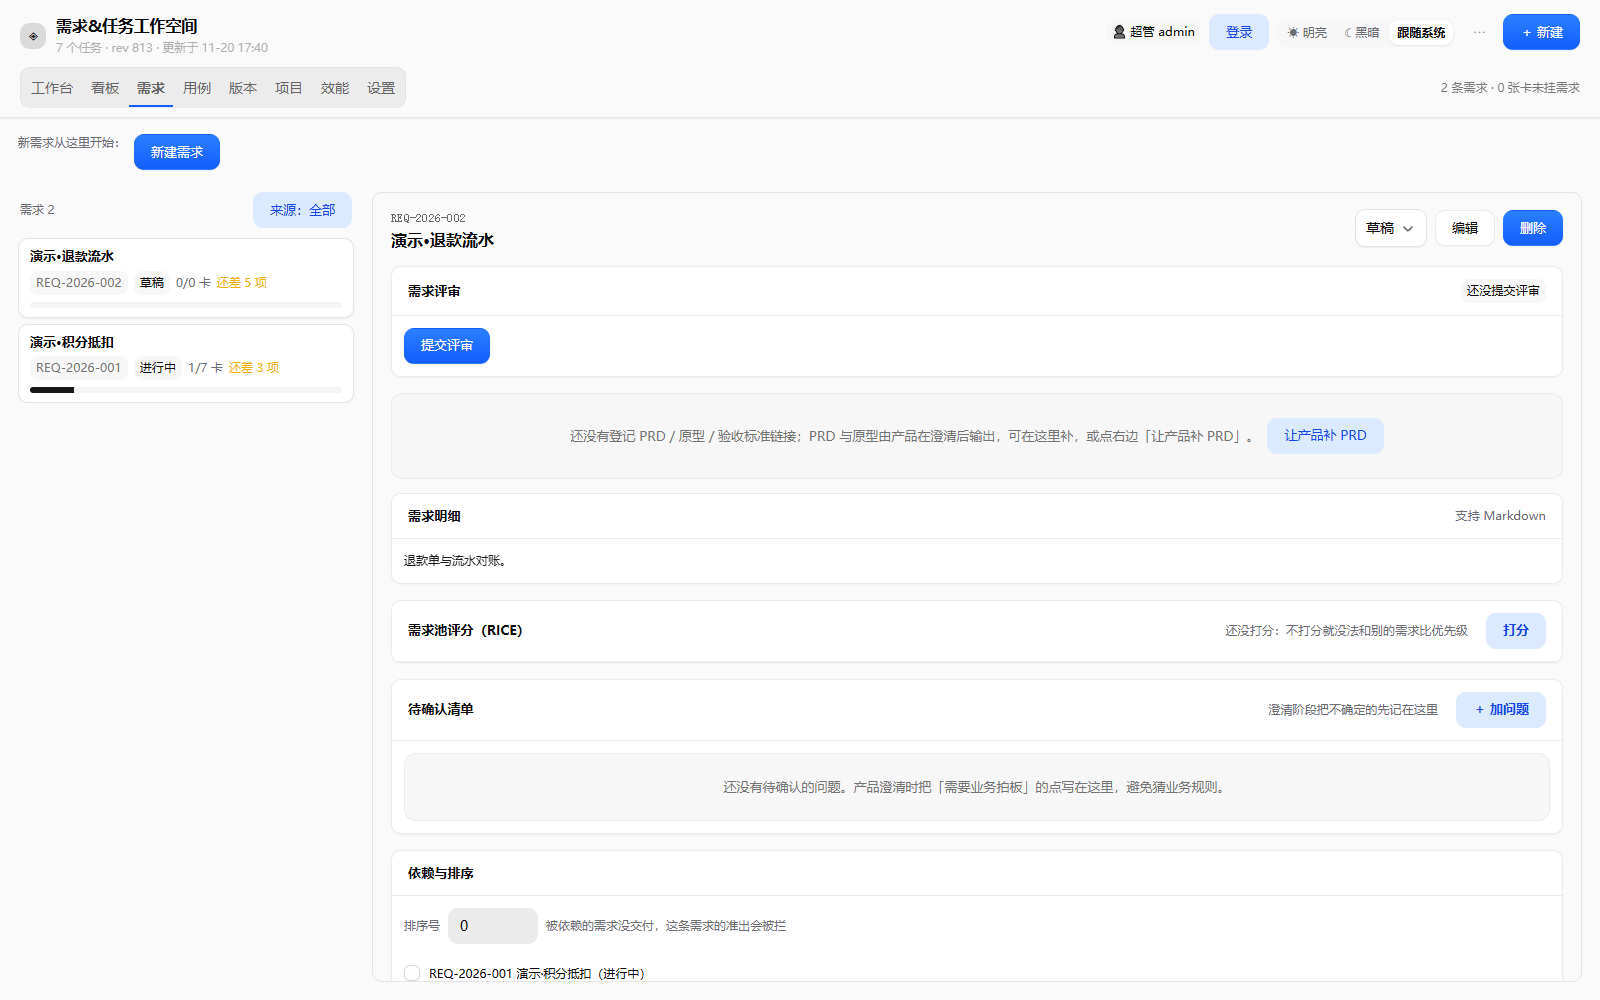 需求&任务工作空间
7 个任务 · rev 813 · 更新于 11-20 17:40
超管 admin
登录
明亮
黑暗
跟随系统
···
+ 新建
工作台
看板
需求
用例
版本
项目
效能
设置
2 条需求 · 0 张卡未挂需求
新需求从这里开始：
新建需求
需求 2
来源：全部
演示•退款流水
REQ-2026-002 草稿 0/0 卡 还差 5 项
演示•积分抵扣
REQ-2026-001 进行中 1/7 卡 还差 3 项
REQ-2026-002
演示•退款流水
草稿
编辑
删除
需求评审
还没提交评审
提交评审
还没有登记 PRD / 原型 / 验收标准链接；PRD 与原型由产品在澄清后输出，可在这里补，或点右边「让产品补 PRD」。
让产品补 PRD
需求明细
支持 Markdown
退款单与流水对账。
需求池评分（RICE）
还没打分：不打分就没法和别的需求比优先级
打分
待确认清单
澄清阶段把不确定的先记在这里
+ 加问题
还没有待确认的问题。产品澄清时把「需要业务拍板」的点写在这里，避免猜业务规则。
依赖与排序
排序号 0 被依赖的需求没交付，这条需求的准出会被拦
REQ-2026-001 演示•积分抵扣（进行中）